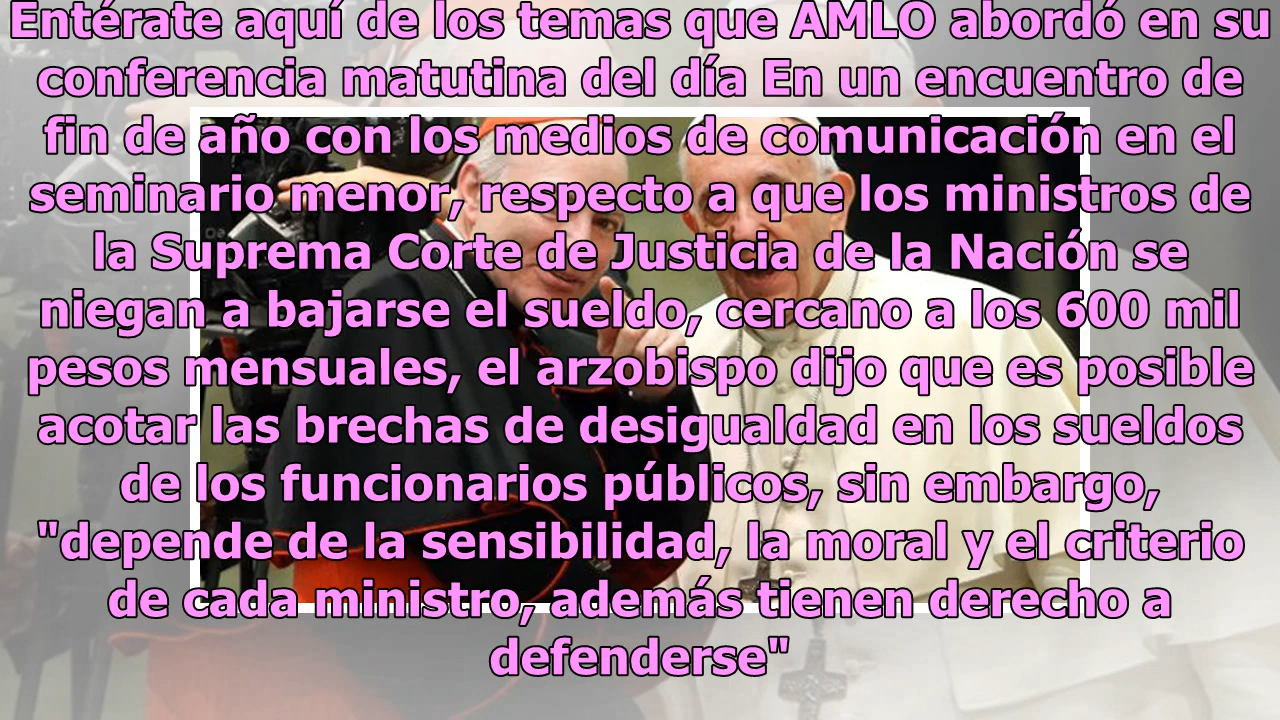 Entérate aquí de los temas que AMLO abordó en su
conferencia matutina del día En un encuentro de
fin de año con los medios de comunicación en el
seminario menor, respecto a que los ministros de
la Suprema Corte de Justicia de la Nación se
niegan a bajarse el sueldo, cercano a los 600 mil
pesos mensuales, el arzobispo dijo que es posible
acotar las brechas de desigualdad en los sueldos
de los funcionarios públicos, sin embargo,
"depende de la sensibilidad, la moral y el criterio
de cada ministro, además tienen derecho a
defenderse"